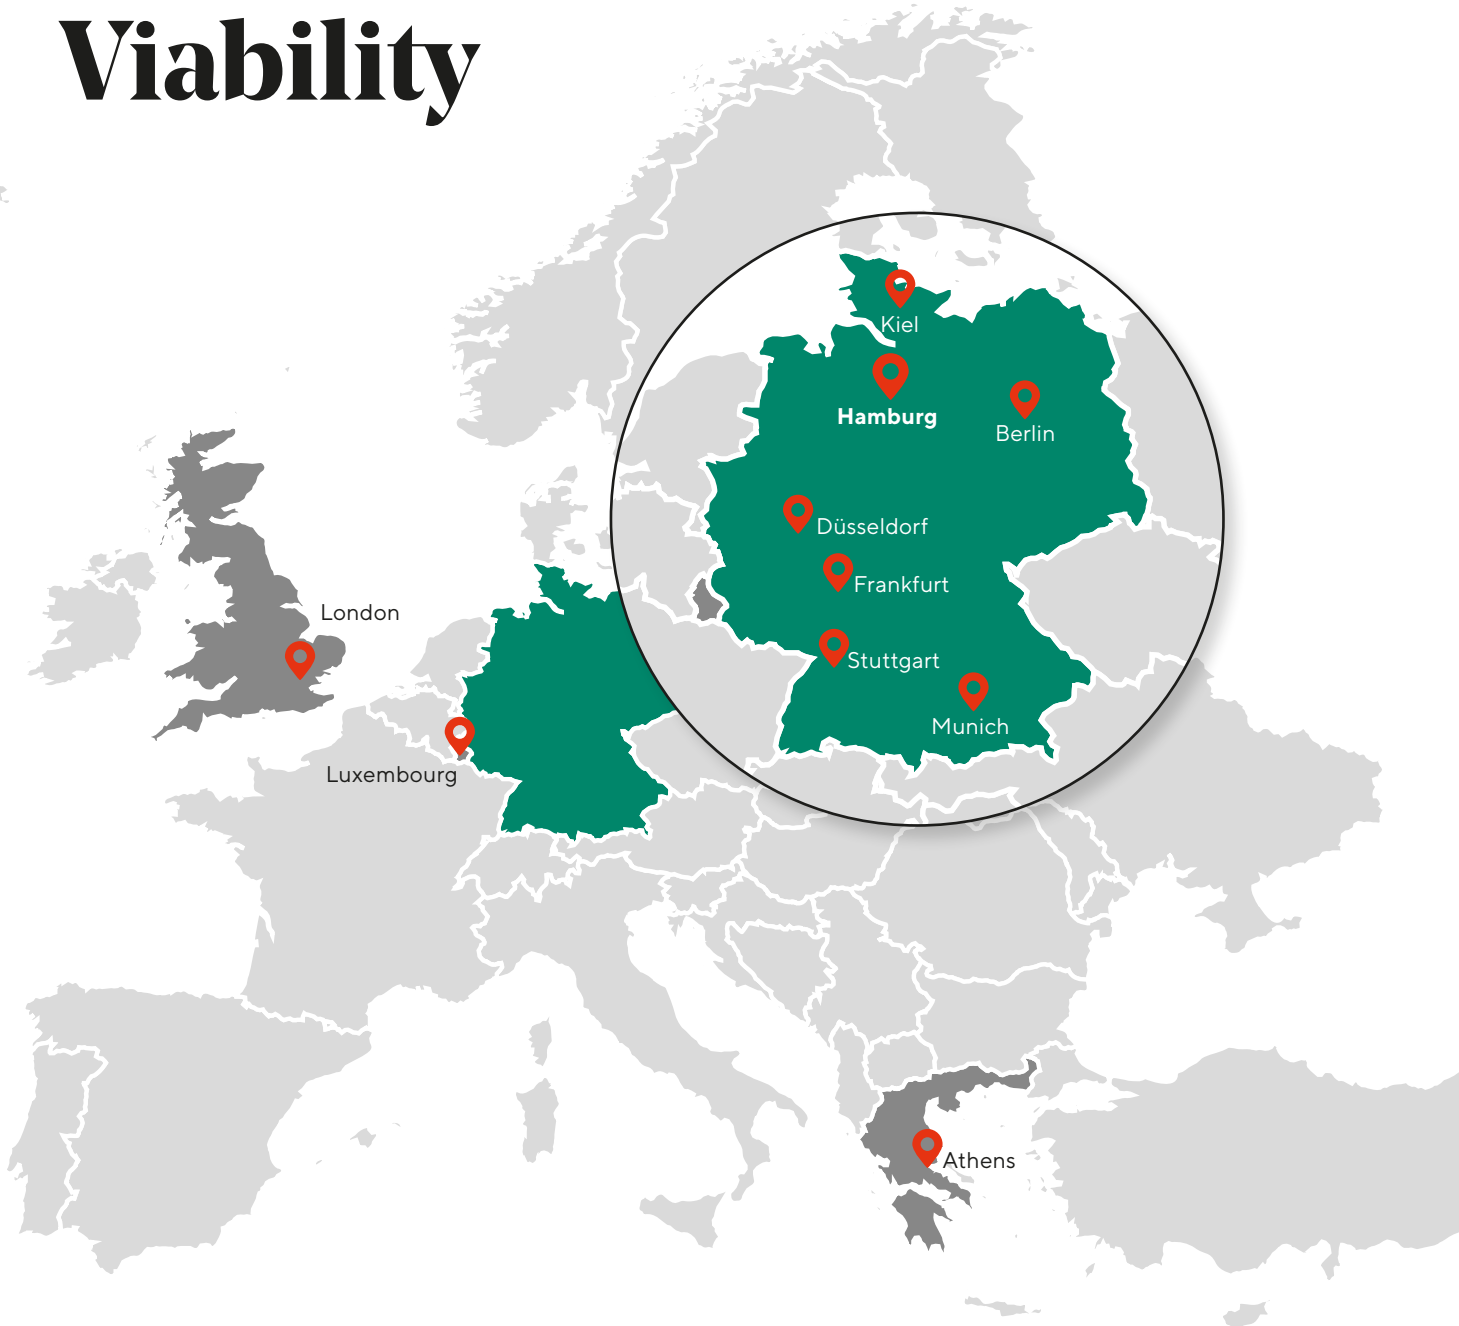 Viability
Kiel
Hamburg
Berlin
Düsseldorf
Frankfurt
London
Stuttgart
Munich
Luxembourg
Athens